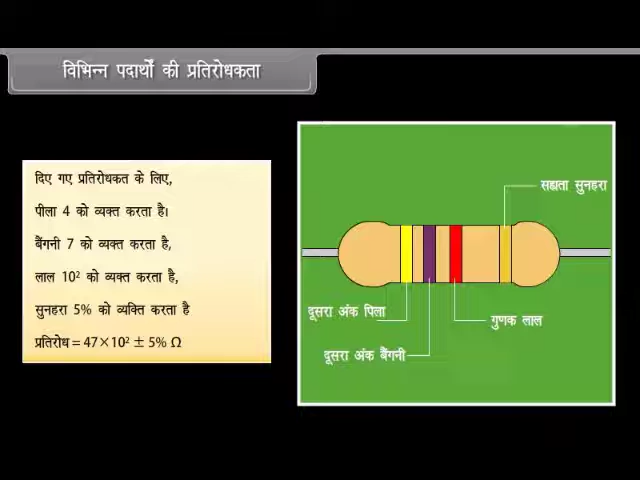 विभिन्न पदार्थों की प्रतिरोधकता
दिए गए प्रतिरोधकत के लिए,
पीला 4 को व्यक्त करता है।
बैंगनी 7 को व्यक्त करता है,
लाल 10² को व्यक्त करता है,
सुनहरा 5% को व्यक्ति करता है
प्रतिरोध = 47×10² ± 5% Ω
सह्यता सुनहरा
दूसरा अंक पिला
गुणक लाल
दूसरा अंक बैंगनी